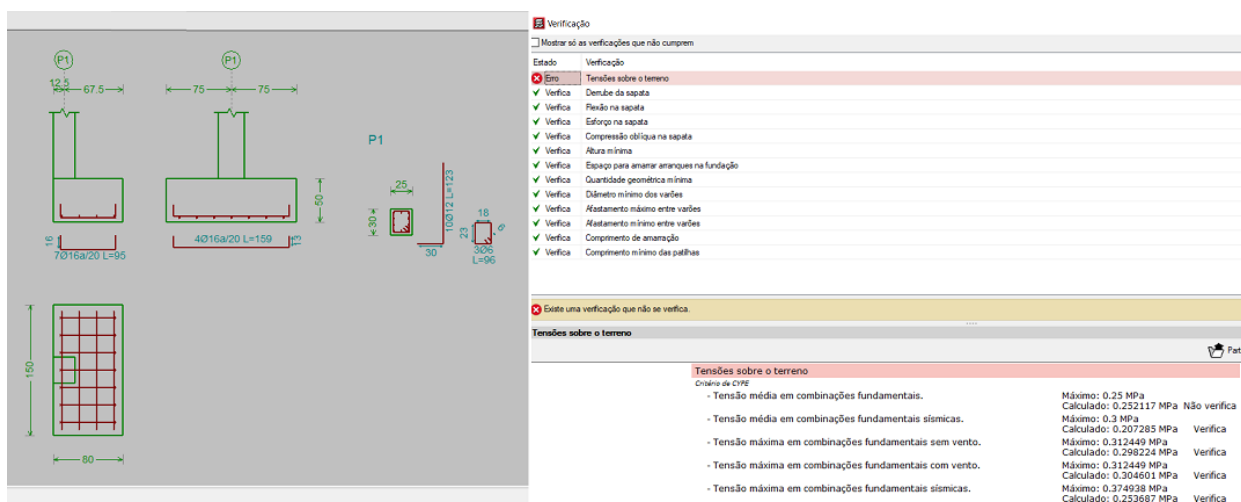 P1
P1
12.5
67.5
75
75
P1
25
30
50
16
7Ø16a/20 L=95
4Ø16a/20 L=159
13
10Ø12 L=123
30
18
23
6
3Ø6
L=96
150
80
Verificação
Mostrar só as verificações que não cumprem
Estado Verificação
Erro Tensões sobre o terreno
Verifica Derrube da sapata
Verifica Flexão na sapata
Verifica Esforço na sapata
Verifica Compressão oblíqua na sapata
Verifica Altura mínima
Verifica Espaço para amarrar arranques na fundação
Verifica Quantidade geométrica mínima
Verifica Diâmetro mínimo dos varões
Verifica Afastamento máximo entre varões
Verifica Afastamento mínimo entre varões
Verifica Comprimento de amarração
Verifica Comprimento mínimo das patilhas
Existe uma verificação que não se verifica.
Tensões sobre o terreno
Part
Tensões sobre o terreno
Critério de CYPE
- Tensão média em combinações fundamentais. Máximo: 0.25 MPa
Calculado: 0.252117 MPa Não verifica
- Tensão média em combinações fundamentais sísmicas. Máximo: 0.3 MPa
Calculado: 0.207285 MPa Verifica
- Tensão máxima em combinações fundamentais sem vento. Máximo: 0.312449 MPa
Calculado: 0.298224 MPa Verifica
- Tensão máxima em combinações fundamentais com vento. Máximo: 0.312449 MPa
Calculado: 0.304601 MPa Verifica
- Tensão máxima em combinações fundamentais sísmicas. Máximo: 0.374938 MPa
Calculado: 0.253687 MPa Verifica